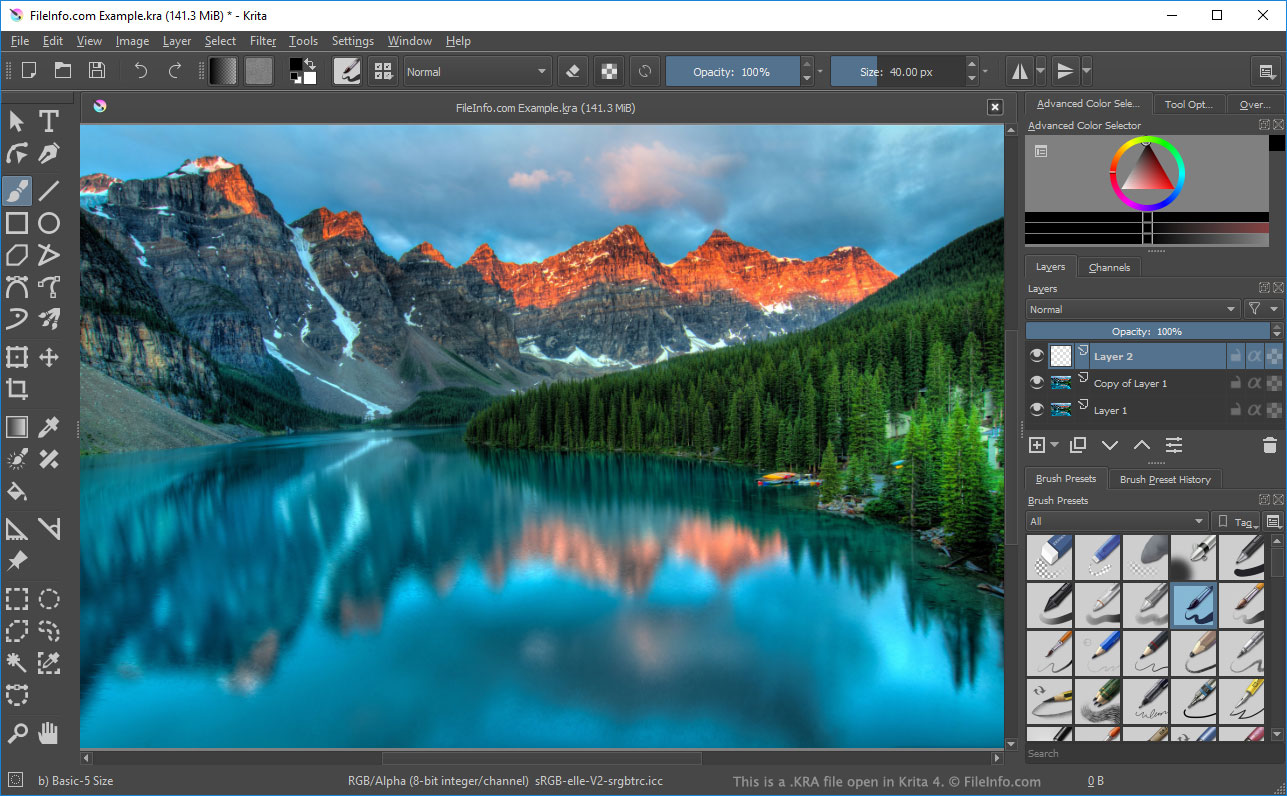 FileInfo.com Example.kra (141.3 MiB) * - Krita
File Edit View Image Layer Select Filter Tools Settings Window Help
Normal Opacity: 100% Size: 40.00 px
FileInfo.com Example.kra (141.3 MiB)
Advanced Color Sele... Tool Opt... Over...
Advanced Color Selector
Layers Channels
Layers
Normal
Opacity: 100%
Layer 2
Copy of Layer 1
Layer 1
Brush Presets Brush Preset History
Brush Presets
All Tag
Search
b) Basic-5 Size RGB/Alpha (8-bit integer/channel) sRGB-elle-V2-srgbtrc.icc This is a .KRA file open in Krita 4. © FileInfo.com 0 B